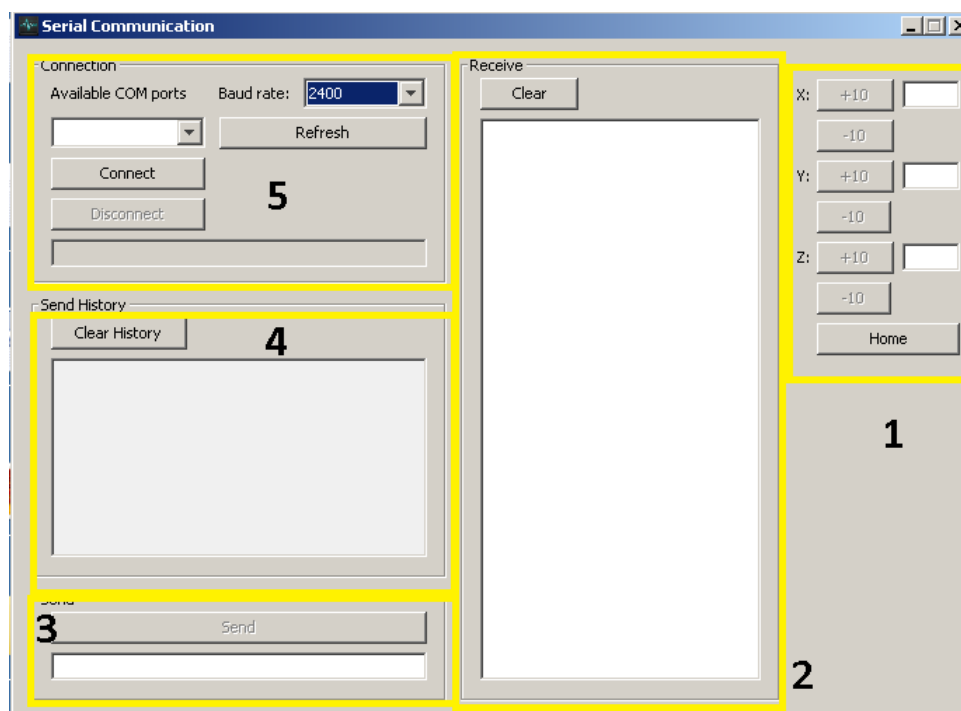 Serial Communication
Connection
Available COM ports Baud rate: 2400
Refresh
Connect
5
Disconnect
Send History
Clear History
4
Send
3
Send
Receive
Clear
2
X: +10
-10
Y: +10
-10
Z: +10
-10
Home
1